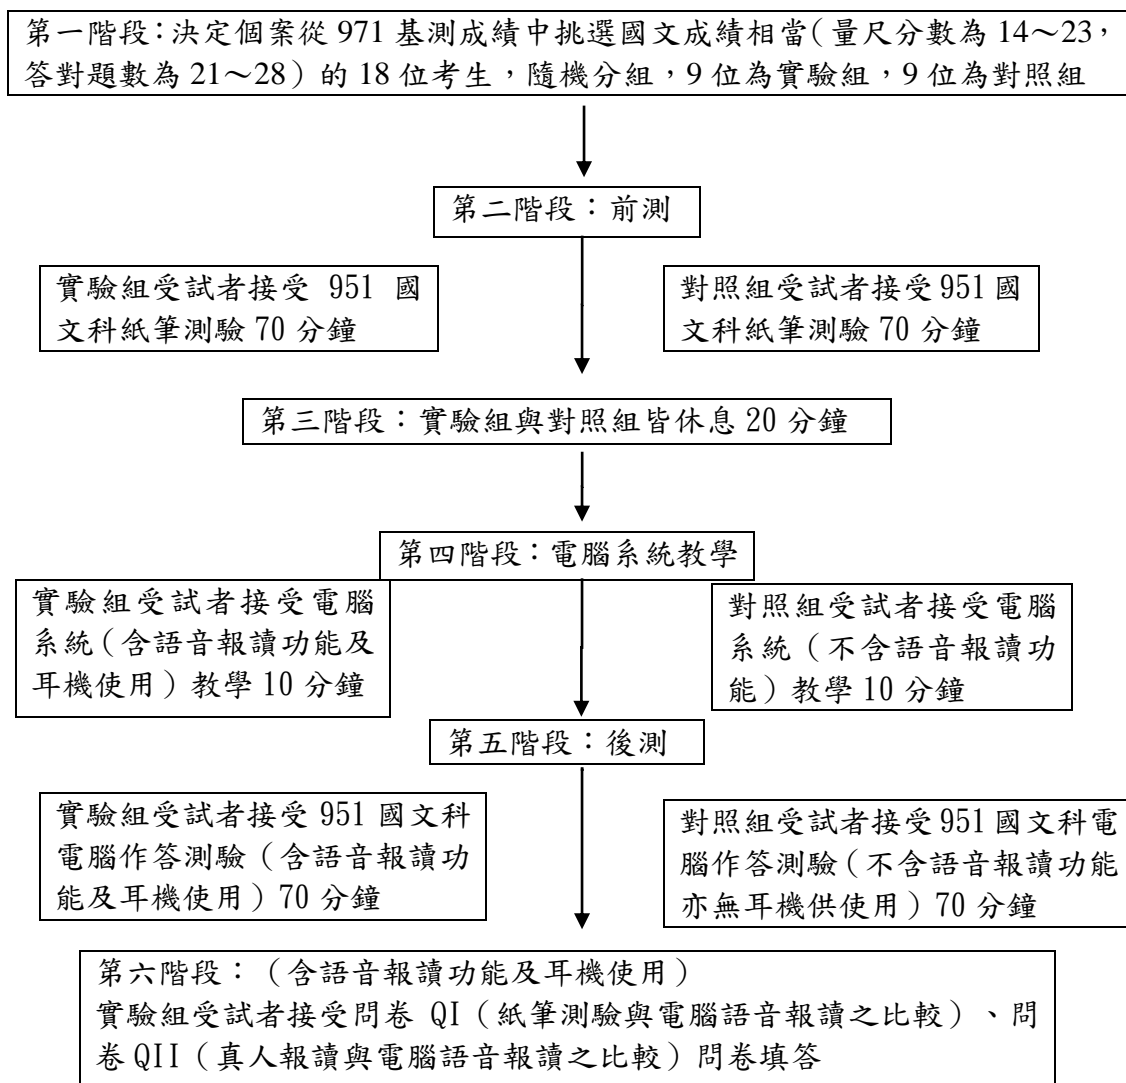 第一階段：決定個案從 971 基測成績中挑選國文成績相當（量尺分數為 14～23，
答對題數為 21～28）的 18 位考生，隨機分組，9 位為實驗組，9 位為對照組
第二階段：前測
實驗組受試者接受 951 國
文科紙筆測驗 70 分鐘
對照組受試者接受 951 國
文科紙筆測驗 70 分鐘
第三階段：實驗組與對照組皆休息 20 分鐘
第四階段：電腦系統教學
實驗組受試者接受電腦
系統（含語音報讀功能及
耳機使用）教學 10 分鐘
對照組受試者接受電腦
系統（不含語音報讀功
能）教學 10 分鐘
第五階段：後測
實驗組受試者接受 951 國文科
電腦作答測驗（含語音報讀功
能及耳機使用）70 分鐘
對照組受試者接受 951 國文科電
腦作答測驗（不含語音報讀功能
亦無耳機供使用）70 分鐘
第六階段：（含語音報讀功能及耳機使用）
實驗組受試者接受問卷 QI（紙筆測驗與電腦語音報讀之比較）、問
卷 QII（真人報讀與電腦語音報讀之比較）問卷填答